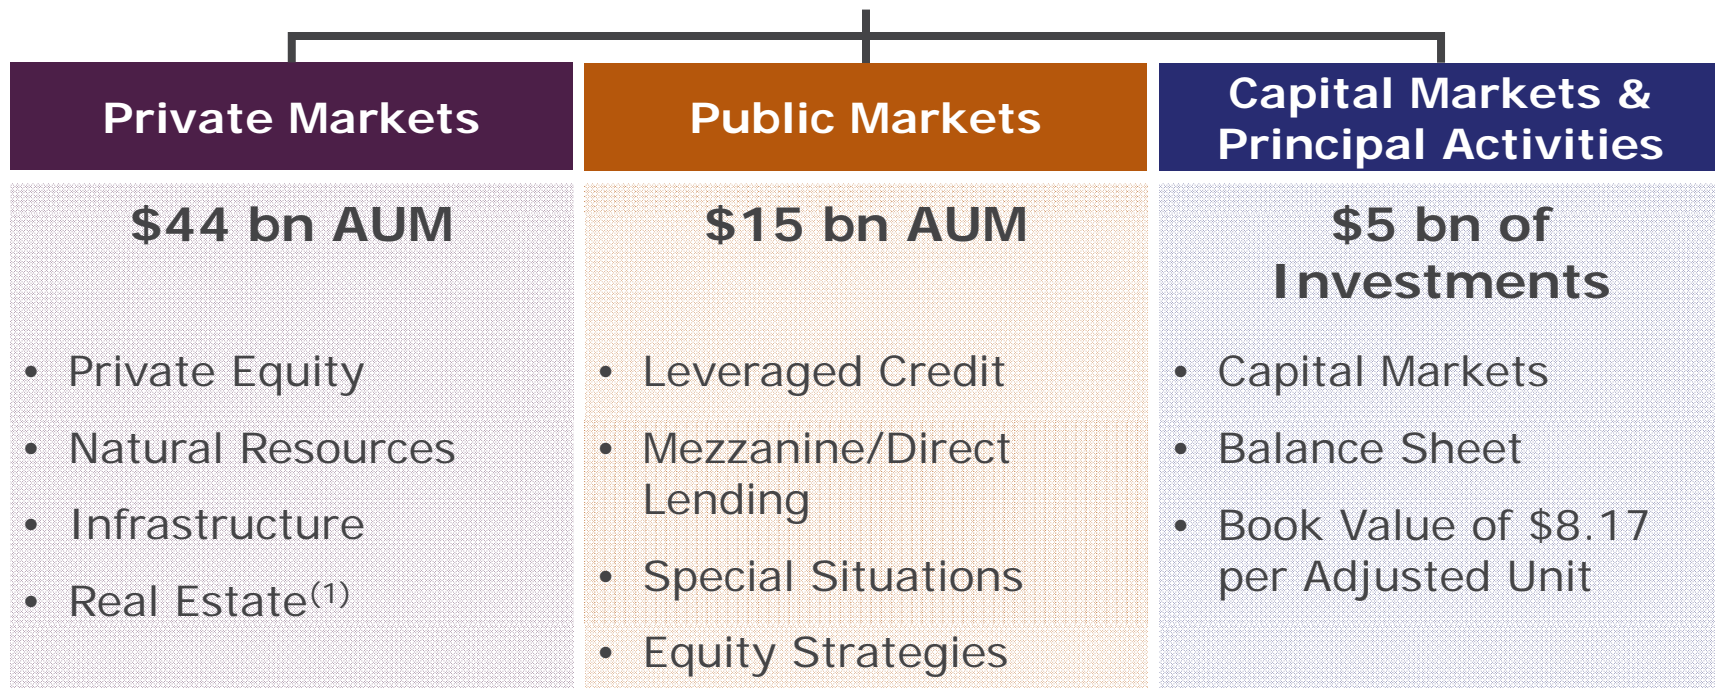 Private Markets
$44 bn AUM
• Private Equity
• Natural Resources
• Infrastructure
• Real Estate(1)
Public Markets
$15 bn AUM
• Leveraged Credit
• Mezzanine/Direct
Lending
• Special Situations
• Equity Strategies
Capital Markets &
Principal Activities
$5 bn of
Investments
• Capital Markets
• Balance Sheet
• Book Value of $8.17
per Adjusted Unit